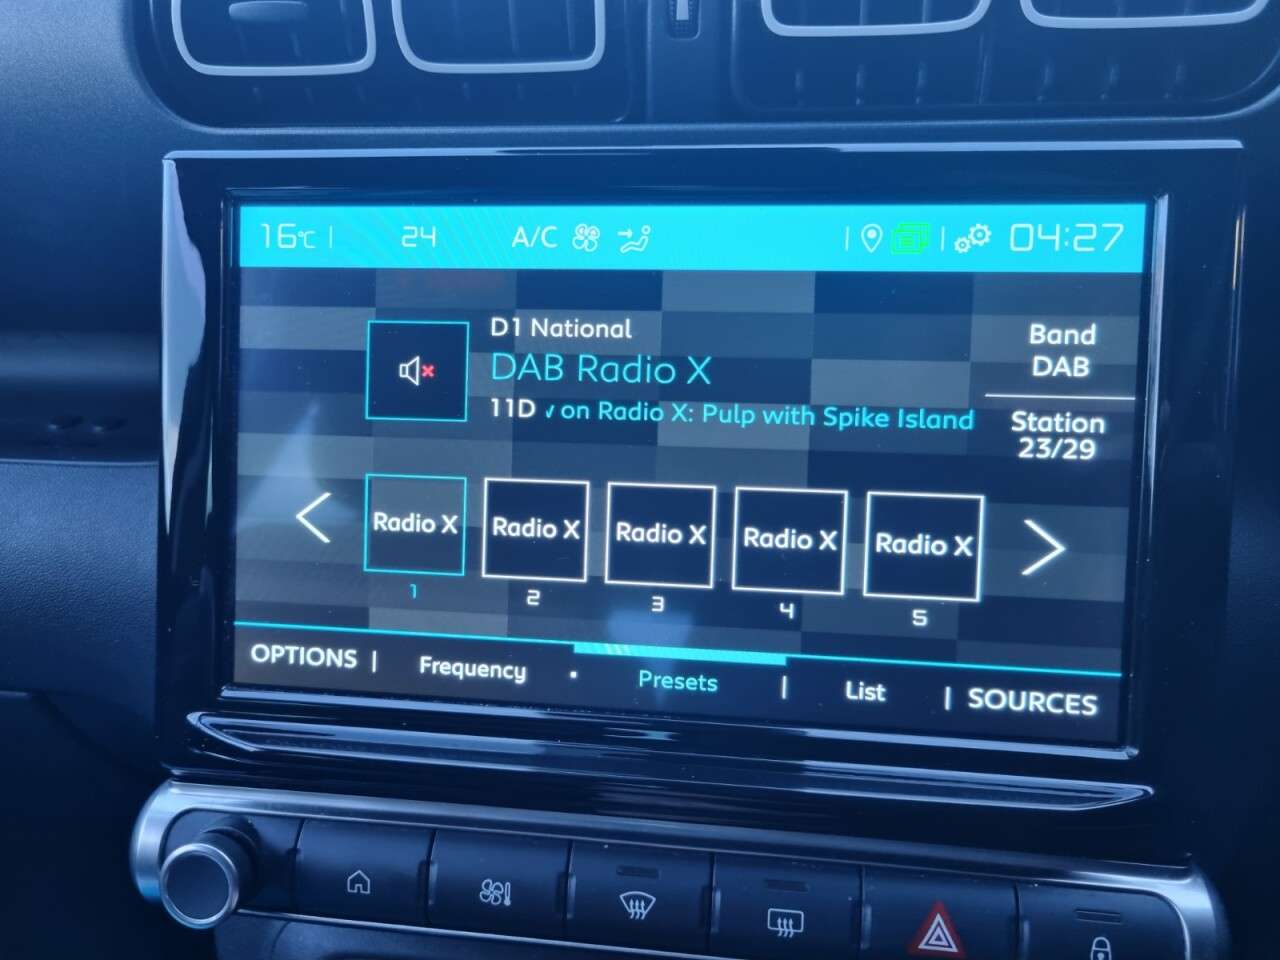 16°C | 24 A/C | | 04:27
D1 National
DAB Radio X
11D v on Radio X: Pulp with Spike Island
Band
DAB
Station
23/29
Radio X Radio X Radio X Radio X Radio X
1 2 3 4 5
OPTIONS | Frequency • Presets | List | SOURCES